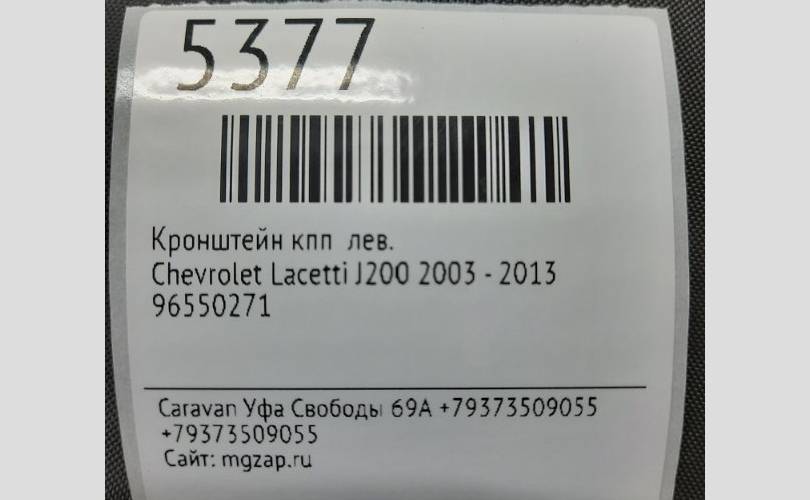 5377
Кронштейн кпп лев.
Chevrolet Lacetti J200 2003 - 2013
96550271
Caravan Уфа Свободы 69А +79373509055
+79373509055
Сайт: mgzap.ru